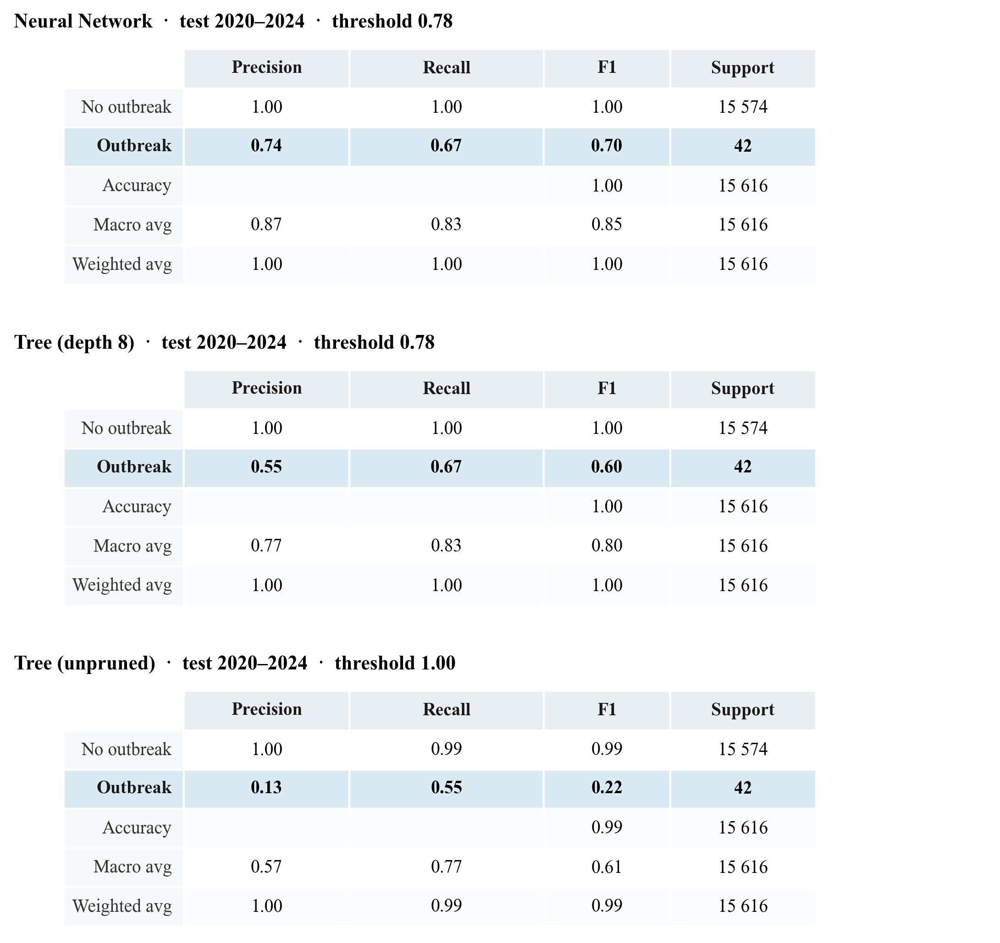 Neural Network · test 2020–2024 · threshold 0.78
Precision Recall F1 Support
No outbreak 1.00 1.00 1.00 15 574
Outbreak 0.74 0.67 0.70 42
Accuracy 1.00 15 616
Macro avg 0.87 0.83 0.85 15 616
Weighted avg 1.00 1.00 1.00 15 616
Tree (depth 8) · test 2020–2024 · threshold 0.78
Precision Recall F1 Support
No outbreak 1.00 1.00 1.00 15 574
Outbreak 0.55 0.67 0.60 42
Accuracy 1.00 15 616
Macro avg 0.77 0.83 0.80 15 616
Weighted avg 1.00 1.00 1.00 15 616
Tree (unpruned) · test 2020–2024 · threshold 1.00
Precision Recall F1 Support
No outbreak 1.00 0.99 0.99 15 574
Outbreak 0.13 0.55 0.22 42
Accuracy 0.99 15 616
Macro avg 0.57 0.77 0.61 15 616
Weighted avg 1.00 0.99 0.99 15 616